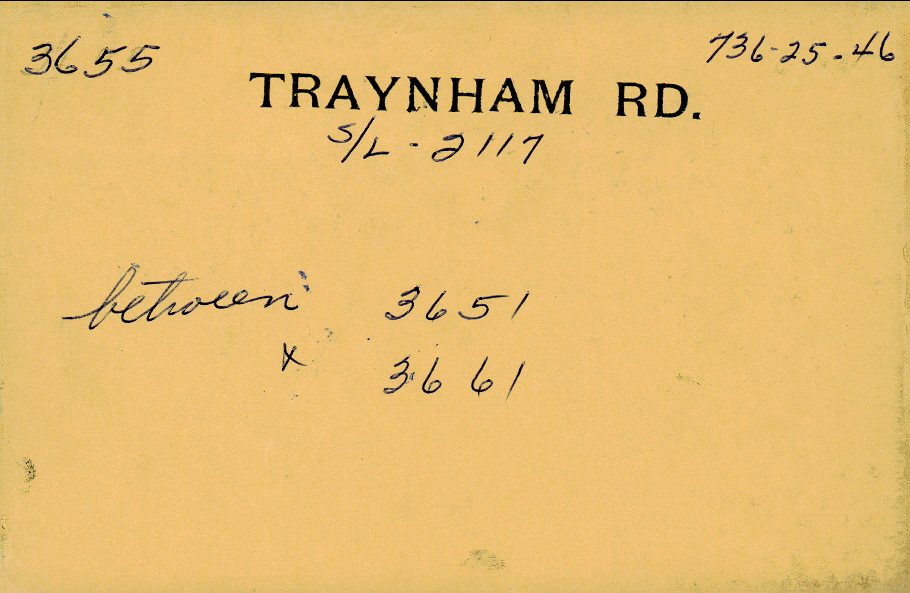 3655
736-25-46
TRAYNHAM RD.
S/L - 2117
between 3651
x 3661